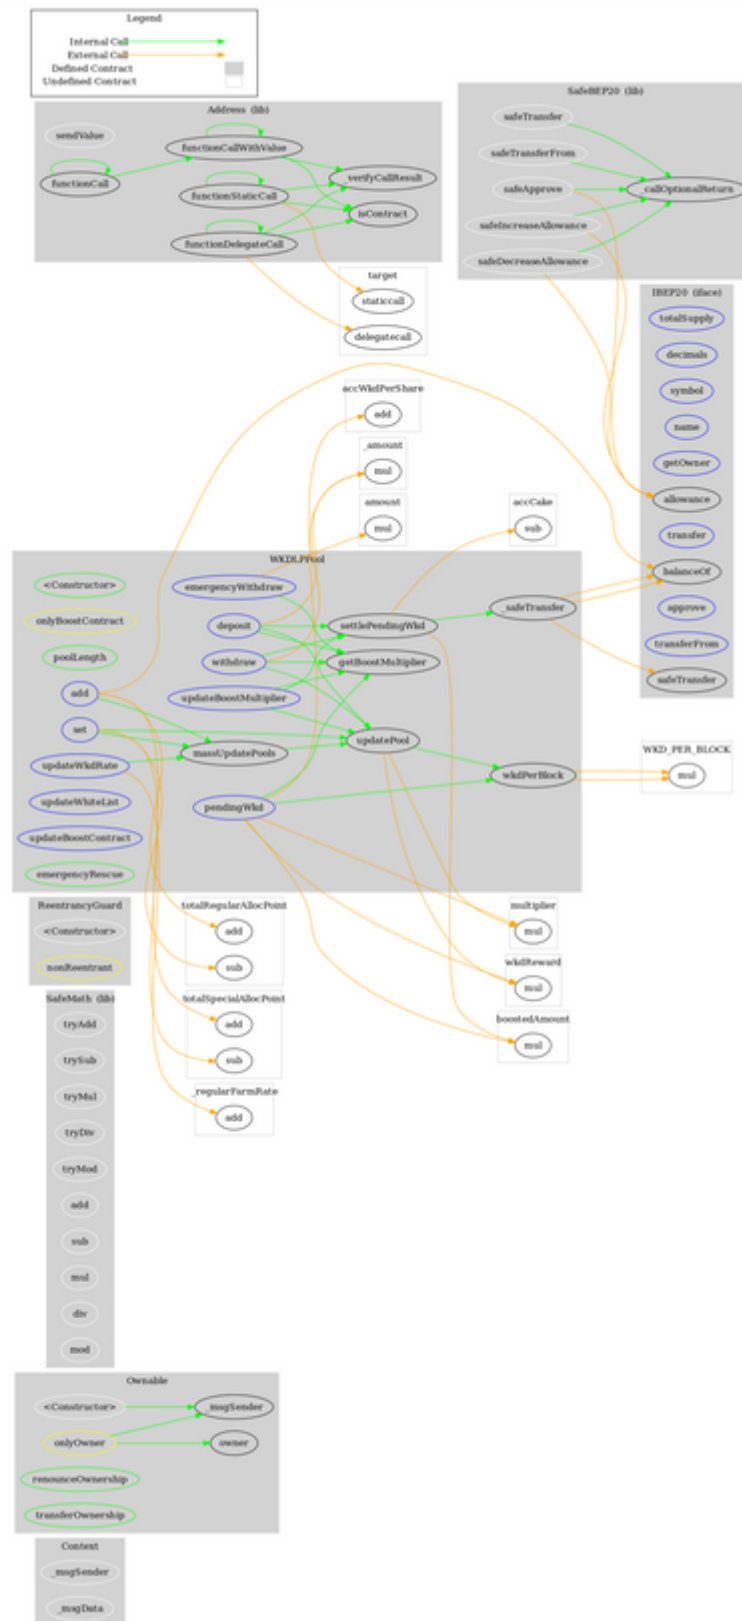 Legend
Internal Call
External Call
Defined Contract
Undefined Contract
Address (lib)
sendValue
functionCall
functionCallWithValue
functionStaticCall
functionDelegateCall
_verifyCallResult
isContract
SafeBEP20 (lib)
safeTransfer
safeTransferFrom
safeApprove
safeIncreaseAllowance
safeDecreaseAllowance
_callOptionalReturn
target
staticcall
delegatecall
IBEP20 (iface)
totalSupply
decimals
symbol
name
getOwner
allowance
transfer
balanceOf
approve
transferFrom
safeTransfer
accWkdPerShare
add
_amount
mul
amount
mul
accCake
sub
WKDLPPool
<Constructor>
onlyBoostContract
poolLength
add
set
updateWkdRate
updateWhiteList
updateBoostContract
emergencyRescue
emergencyWithdraw
deposit
withdraw
updateBoostMultiplier
massUpdatePools
pendingWkd
settlePendingWkd
getBoostMultiplier
updatePool
_safeTransfer
wkdPerBlock
WKD_PER_BLOCK
mul
ReentrancyGuard
<Constructor>
nonReentrant
totalRegularAllocPoint
add
sub
totalSpecialAllocPoint
add
sub
_regularFarmRate
add
multiplier
mul
wkdReward
mul
boostedAmount
mul
SafeMath (lib)
tryAdd
trySub
tryMul
tryDiv
tryMod
add
sub
mul
div
mod
Ownable
<Constructor>
onlyOwner
renounceOwnership
transferOwnership
_msgSender
owner
Context
_msgSender
_msgData